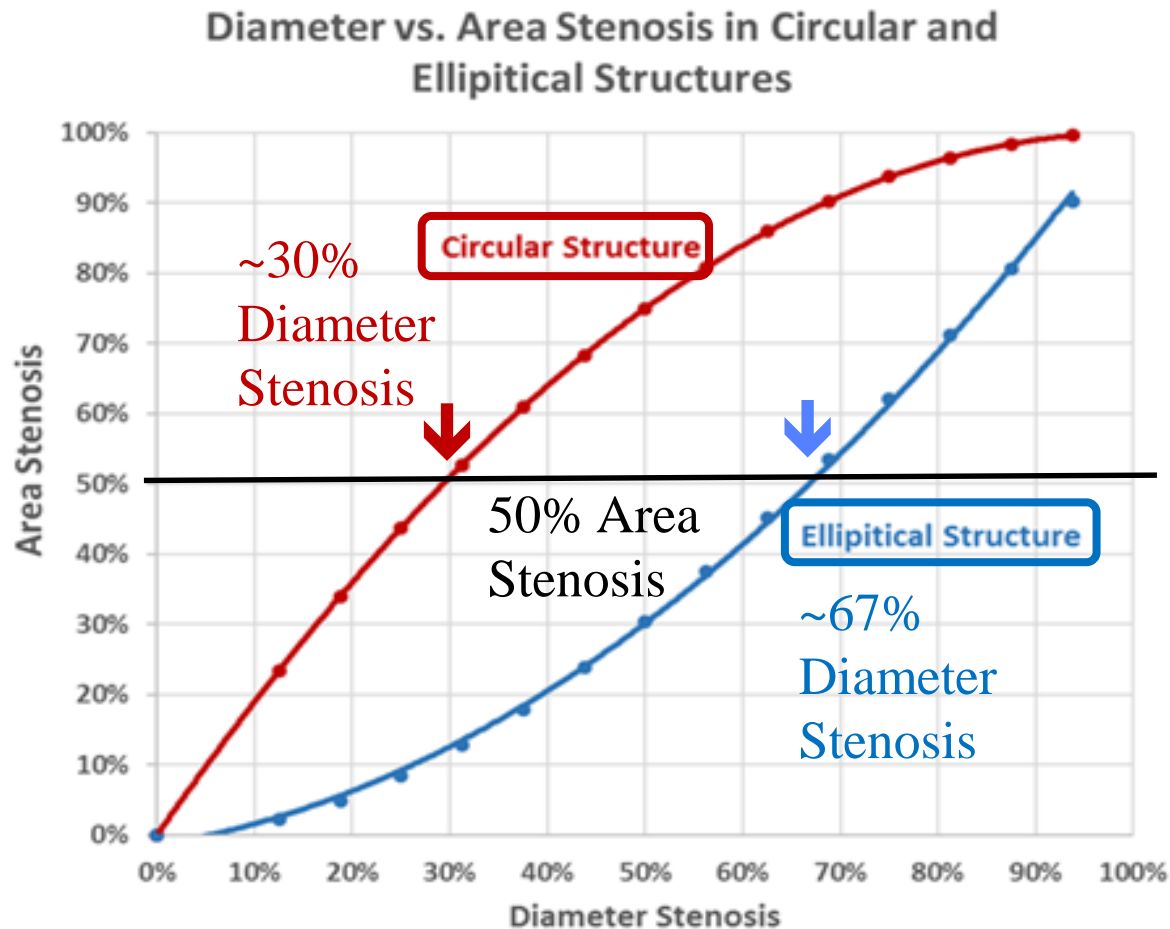 Diameter vs. Area Stenosis in Circular and
Ellipitical Structures
100%
90%
80%
70%
60%
50%
40%
30%
20%
10%
0%
Area Stenosis
Circular Structure
~30%
Diameter
Stenosis
50% Area
Stenosis
Ellipitical Structure
~67%
Diameter
Stenosis
0% 10% 20% 30% 40% 50% 60% 70% 80% 90% 100%
Diameter Stenosis